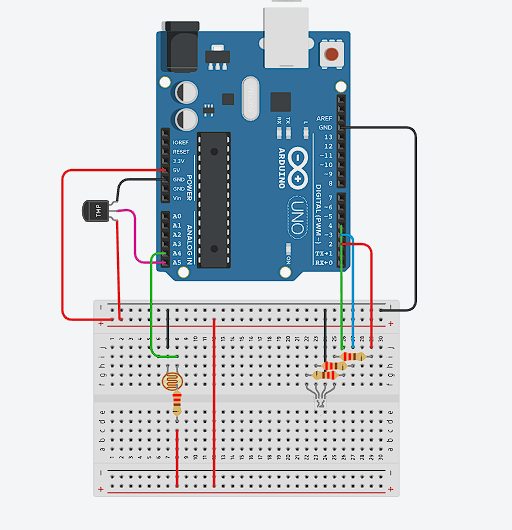 AREF
GND
13
12
~11
~10
~9
8
7
~6
~5
4
~3
2
TX→1
RX←0
DIGITAL (PWM~)
TX
RX
L
ARDUINO
UNO
ON
IOREF
RESET
3.3V
5V
GND
GND
Vin
POWER
A0
A1
A2
A3
A4
A5
ANALOG IN
TMP